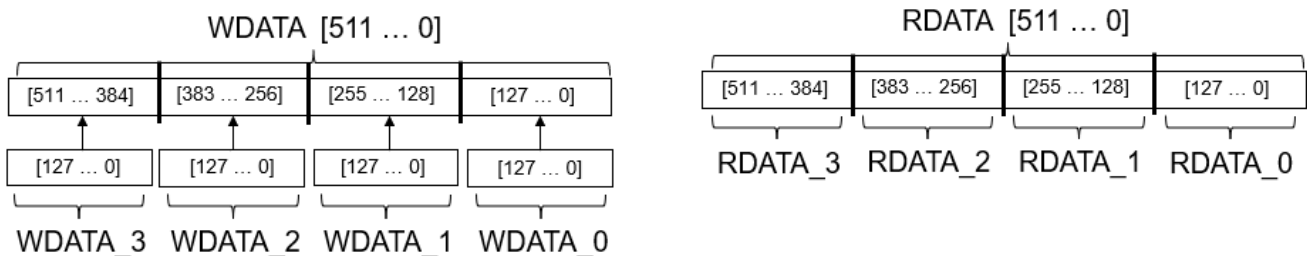 WDATA [511 ... 0]
[511 ... 384] [383 ... 256] [255 ... 128] [127 ... 0]
[127 ... 0] [127 ... 0] [127 ... 0] [127 ... 0]
WDATA_3 WDATA_2 WDATA_1 WDATA_0
RDATA [511 ... 0]
[511 ... 384] [383 ... 256] [255 ... 128] [127 ... 0]
RDATA_3 RDATA_2 RDATA_1 RDATA_0